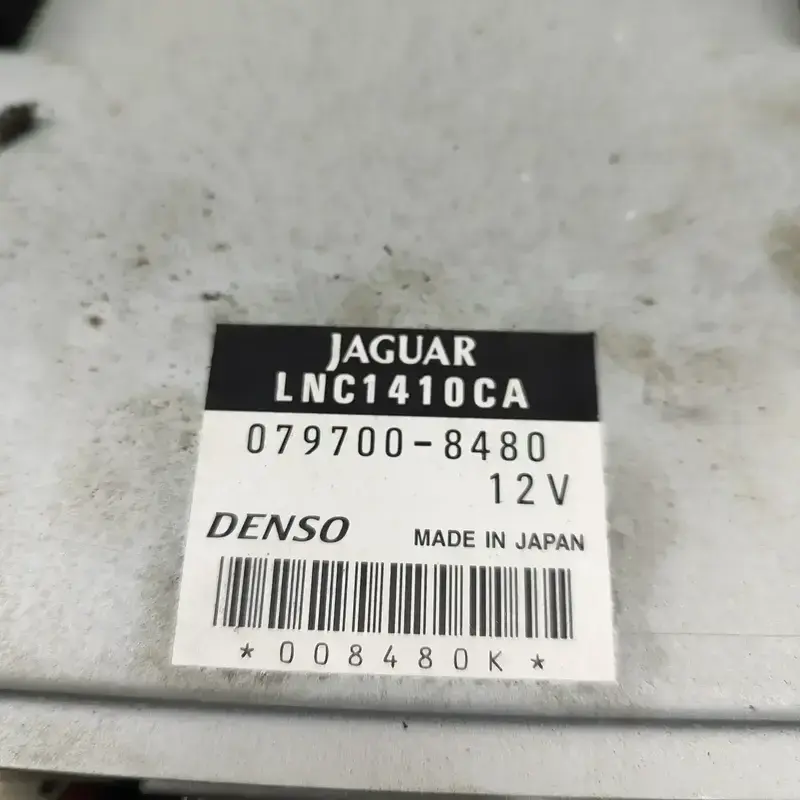 JAGUAR
LNC1410CA
079700-8480
12V
DENSO MADE IN JAPAN
*008480K*